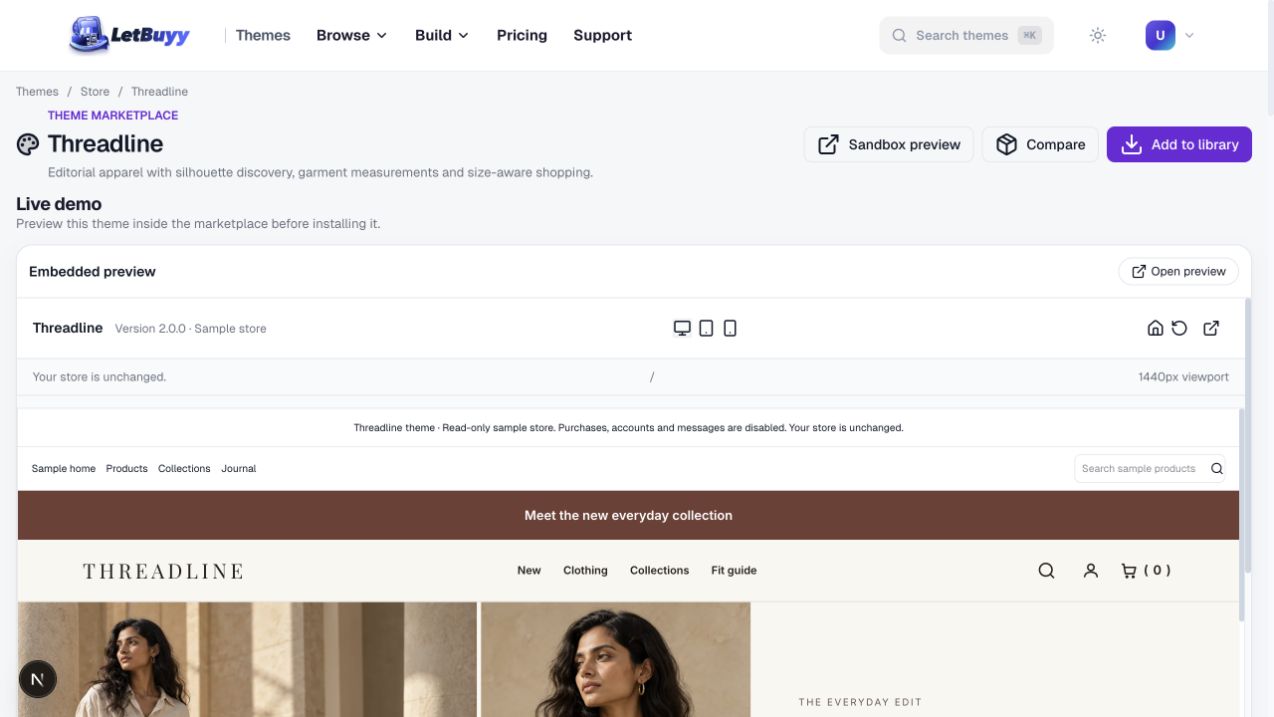 LetBuyy
Themes
Browse
Build
Pricing
Support
Search themes
⌘K
U
Themes / Store / Threadline
THEME MARKETPLACE
Threadline
Editorial apparel with silhouette discovery, garment measurements and size-aware shopping.
Sandbox preview
Compare
Add to library
Live demo
Preview this theme inside the marketplace before installing it.
Embedded preview
Open preview
Threadline Version 2.0.0 · Sample store
Your store is unchanged.
/
1440px viewport
Threadline theme · Read-only sample store. Purchases, accounts and messages are disabled. Your store is unchanged.
Sample home Products Collections Journal
Search sample products
Meet the new everyday collection
THREADLINE
New Clothing Collections Fit guide
( 0 )
N
THE EVERYDAY EDIT